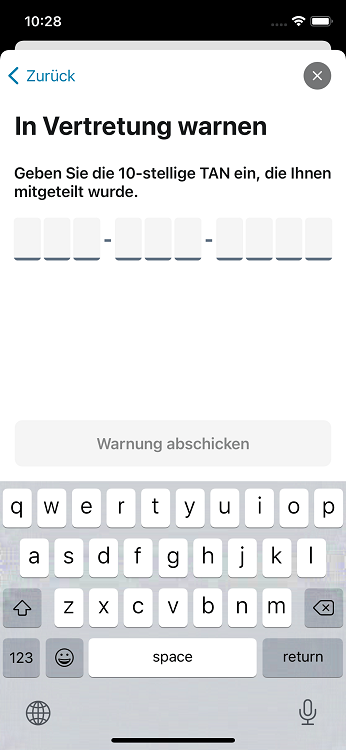 10:28
Zurück
In Vertretung warnen
Geben Sie die 10-stellige TAN ein, die Ihnen
mitgeteilt wurde.
- -
Warnung abschicken
q w e r t y u i o p
a s d f g h j k l
z x c v b n m
123 space return